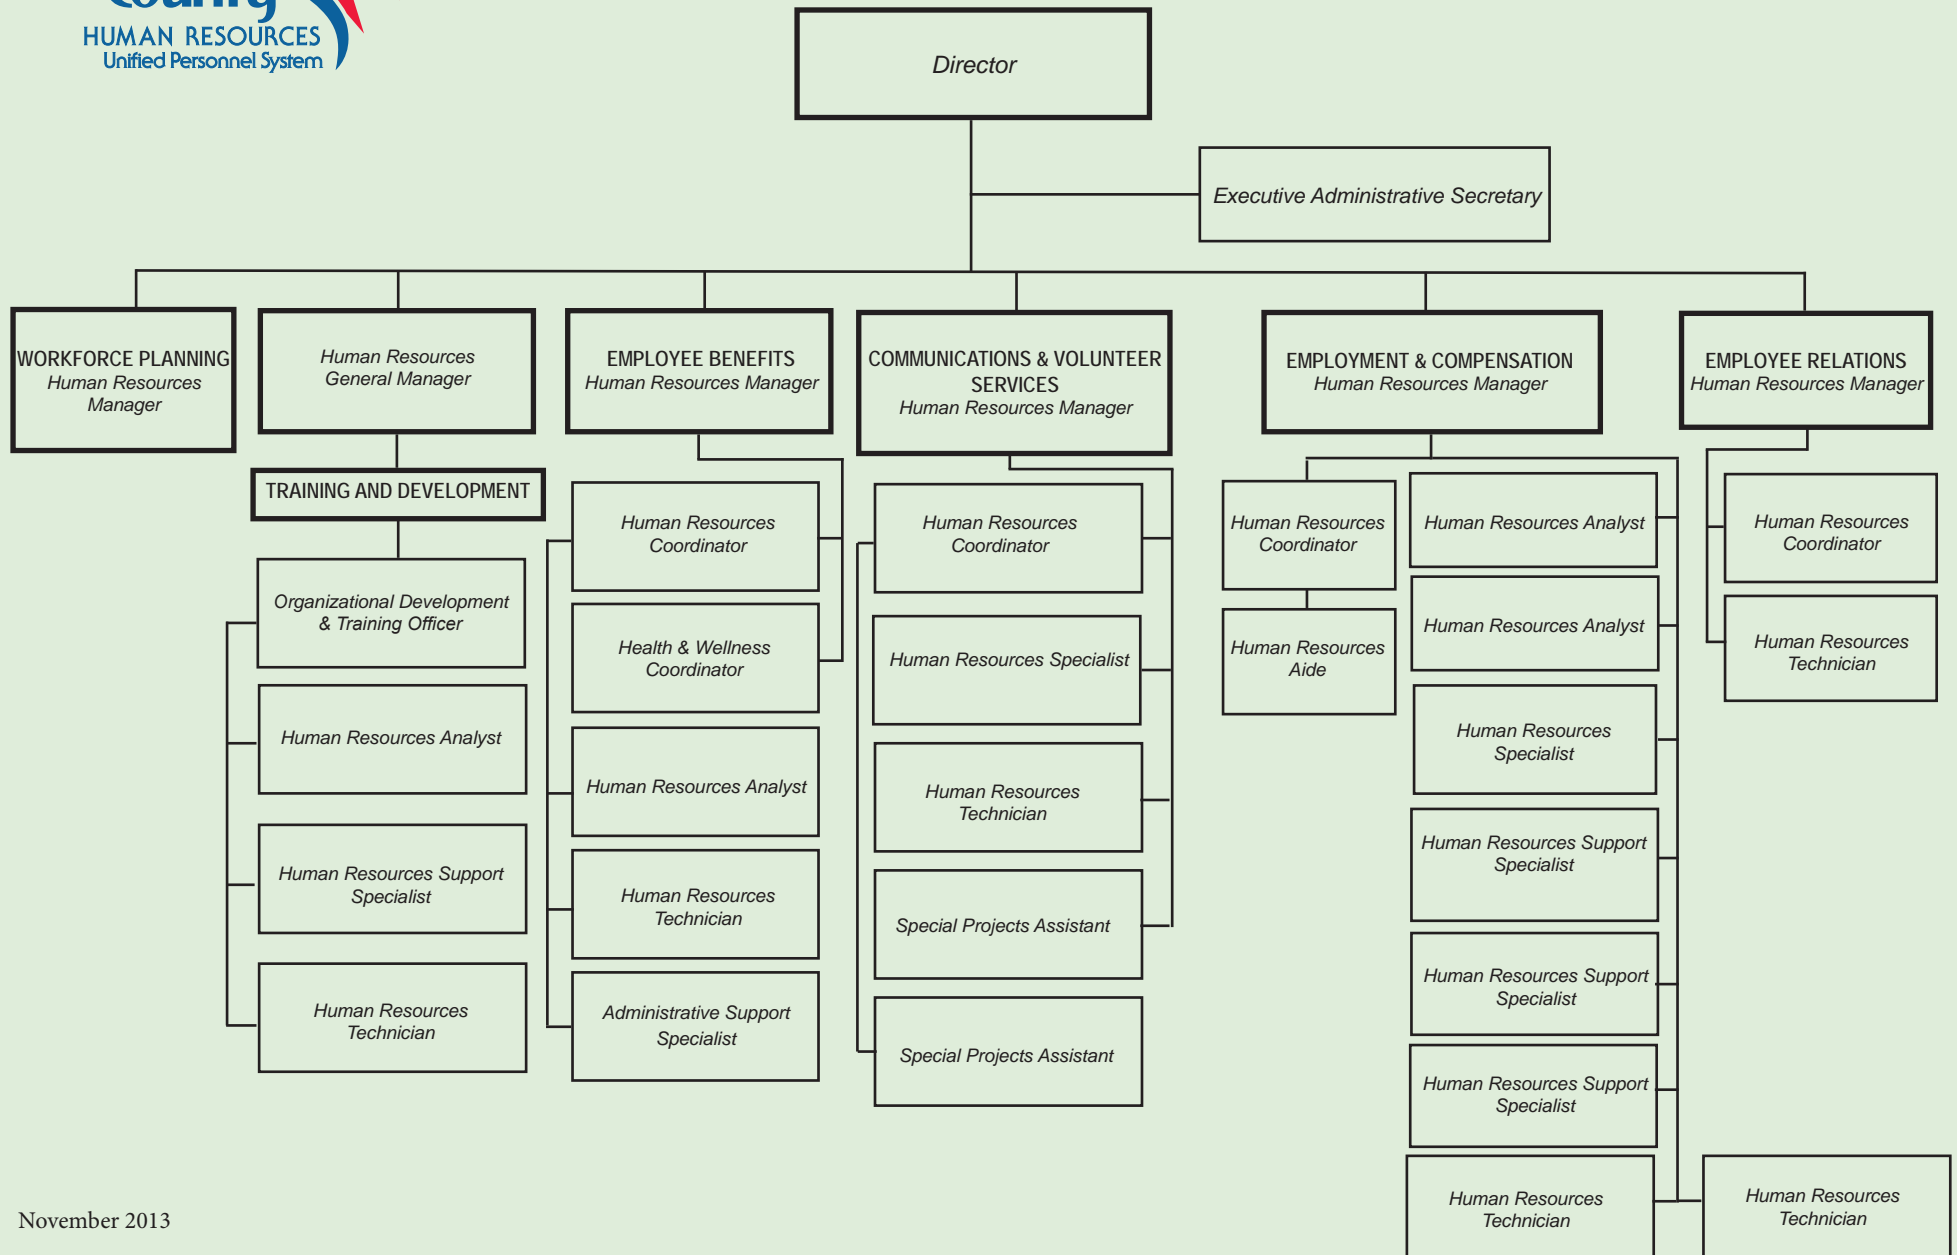 County
HUMAN RESOURCES
Unified Personnel System
Director
Executive Administrative Secretary
WORKFORCE PLANNING
Human Resources
Manager
Human Resources
General Manager
EMPLOYEE BENEFITS
Human Resources Manager
COMMUNICATIONS & VOLUNTEER
SERVICES
Human Resources Manager
EMPLOYMENT & COMPENSATION
Human Resources Manager
EMPLOYEE RELATIONS
Human Resources Manager
TRAINING AND DEVELOPMENT
Organizational Development
& Training Officer
Human Resources Analyst
Human Resources Support
Specialist
Human Resources
Technician
Human Resources
Coordinator
Health & Wellness
Coordinator
Human Resources Analyst
Human Resources
Technician
Administrative Support
Specialist
Human Resources
Coordinator
Human Resources Specialist
Human Resources
Technician
Special Projects Assistant
Special Projects Assistant
Human Resources
Coordinator
Human Resources
Aide
Human Resources Analyst
Human Resources Analyst
Human Resources
Specialist
Human Resources Support
Specialist
Human Resources Support
Specialist
Human Resources Support
Specialist
Human Resources
Technician
Human Resources
Technician
Human Resources
Coordinator
Human Resources
Technician
November 2013